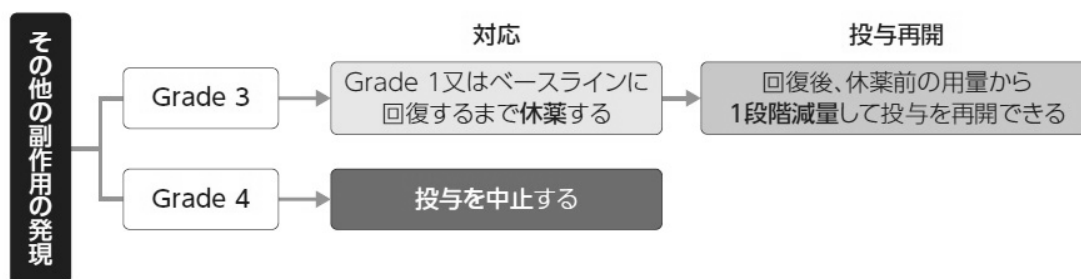 その他の副作用の発現
対応
投与再開
Grade 3
Grade 1又はベースラインに
回復するまで休薬する
回復後、休薬前の用量から
1段階減量して投与を再開できる
Grade 4
投与を中止する